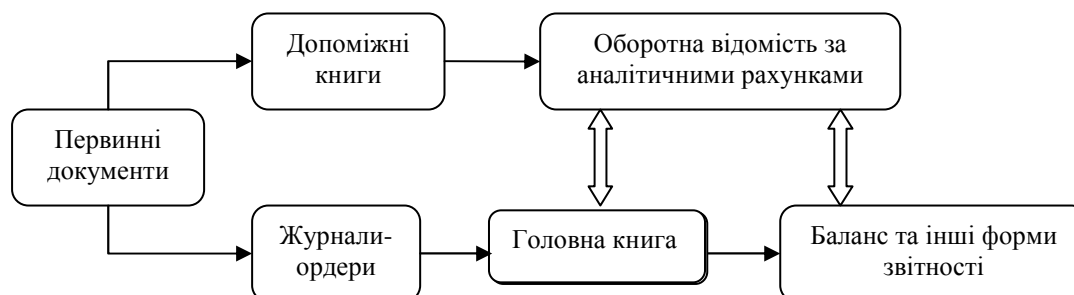 Допоміжні
книги
Оборотна відомість за
аналітичними рахунками
Первинні
документи
Журнали-
ордери
Головна книга
Баланс та інші форми
звітності